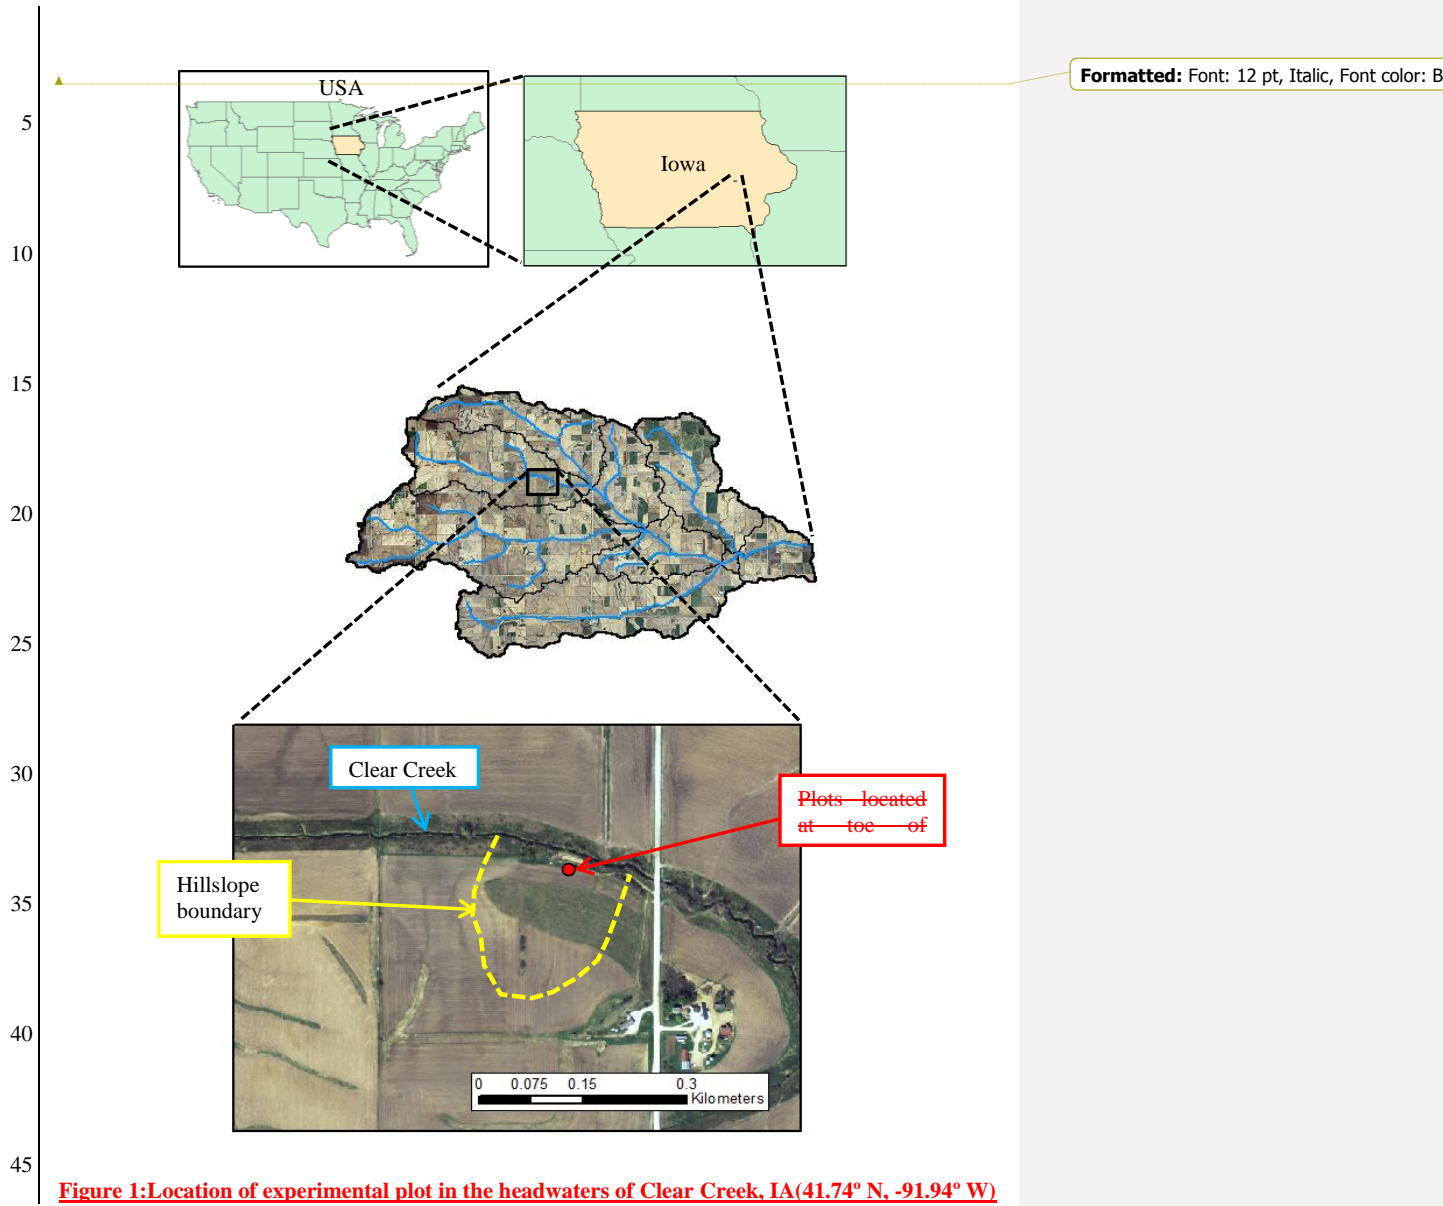 Formatted: Font: 12 pt, Italic, Font color: B
USA
5
Iowa
10
15
20
25
30
Clear Creek
Plots located
at toe of
35
Hillslope
boundary
40
0 0.075 0.15 0.3
Kilometers
45
Figure 1:Location of experimental plot in the headwaters of Clear Creek, IA(41.74º N, -91.94º W)